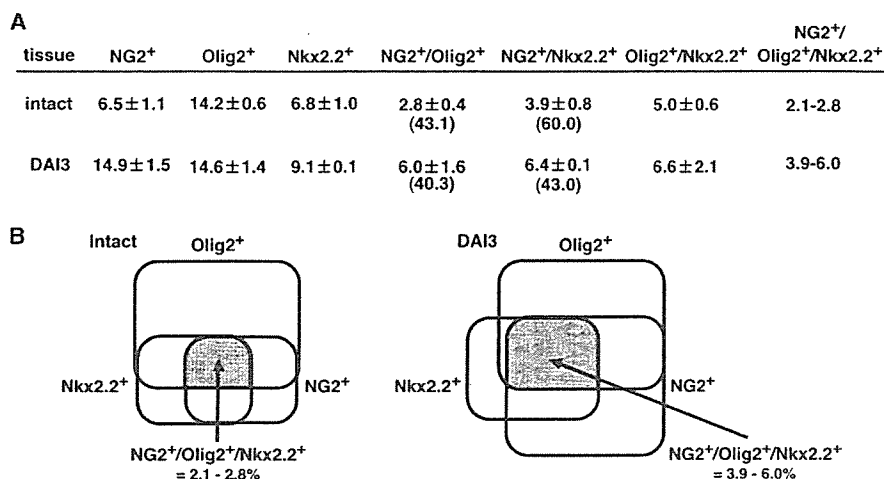 A
NG2+/
tissue NG2+ Olig2+ Nkx2.2+ NG2+/Olig2+ NG2+/Nkx2.2+ Olig2+/Nkx2.2+ Olig2+/Nkx2.2+
intact 6.5±1.1 14.2±0.6 6.8±1.0 2.8±0.4 3.9±0.8 5.0±0.6 2.1-2.8
(43.1) (60.0)
DAI3 14.9±1.5 14.6±1.4 9.1±0.1 6.0±1.6 6.4±0.1 6.6±2.1 3.9-6.0
(40.3) (43.0)
B
Intact Olig2+
Nkx2.2+ NG2+
NG2+/Olig2+/Nkx2.2+
= 2.1 - 2.8%
DAI3 Olig2+
Nkx2.2+ NG2+
NG2+/Olig2+/Nkx2.2+
= 3.9 - 6.0%